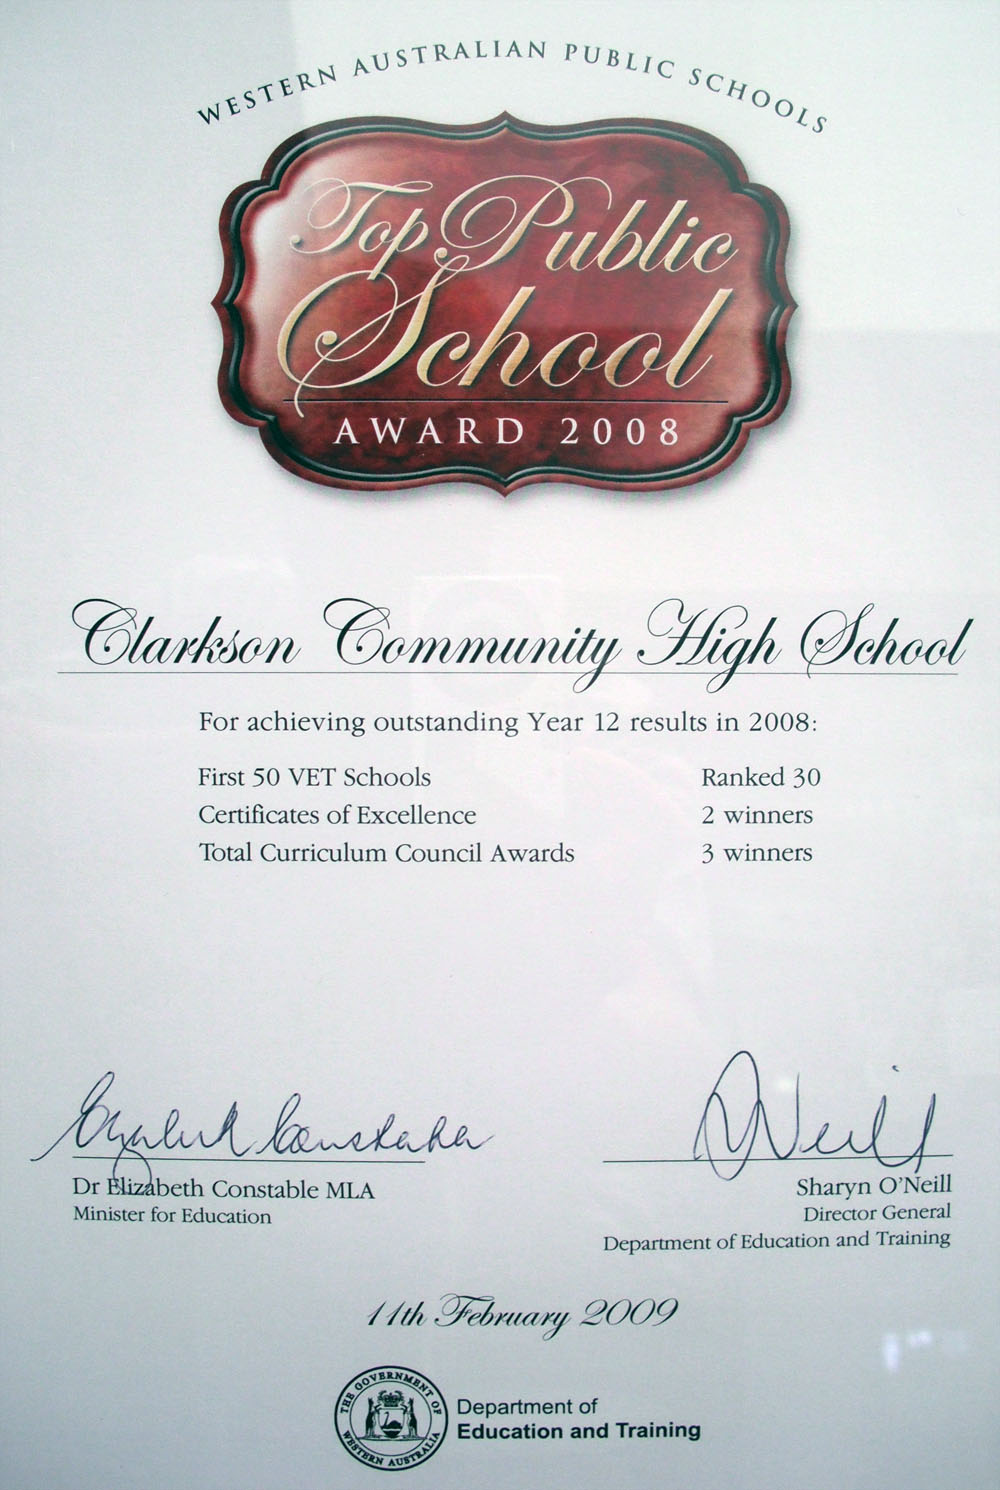 WESTERN AUSTRALIAN PUBLIC SCHOOLS
Top Public
School
AWARD 2008
Clarkson Community High School
For achieving outstanding Year 12 results in 2008:
First 50 VET Schools Ranked 30
Certificates of Excellence 2 winners
Total Curriculum Council Awards 3 winners
Elizabeth Constable
O'Neill
Dr Elizabeth Constable MLA
Minister for Education
Sharyn O'Neill
Director General
Department of Education and Training
11th February 2009
THE GOVERNMENT OF
WESTERN AUSTRALIA
Department of
Education and Training